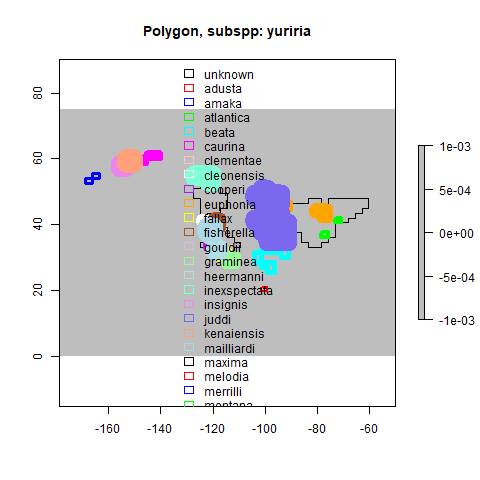 Polygon, subspp: yuriria
unknown
adusta
amaka
atlantica
beata
caurina
clementae
cleonensis
cooperi
euphonia
fallax
fisherella
gouldii
graminea
heermanni
inexspectata
insignis
juddi
kenaiensis
mailliardi
maxima
melodia
merrilli
montana
80
60
40
20
0
-160
-140
-120
-100
-80
-60
1e-03
5e-04
0e+00
-5e-04
-1e-03